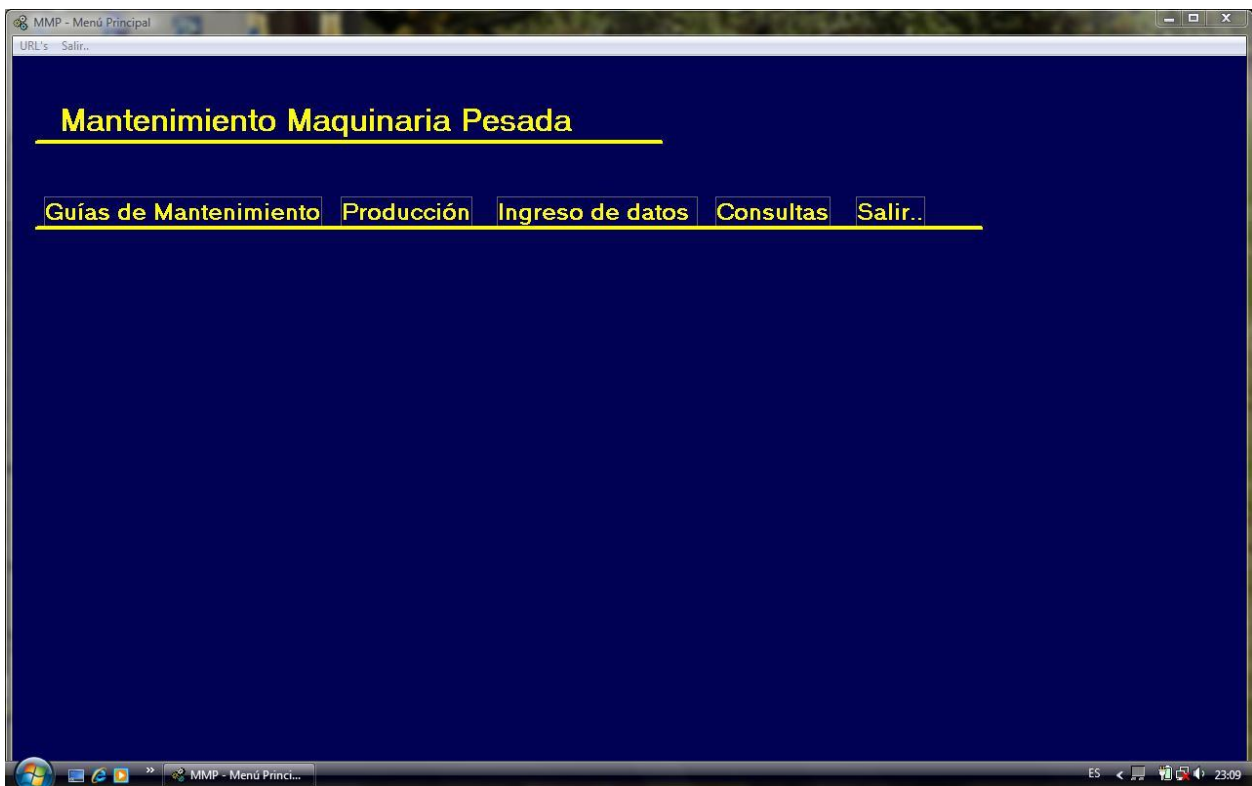 MMP - Menú Principal
URL's Salir..
Mantenimiento Maquinaria Pesada
Guías de Mantenimiento Producción Ingreso de datos Consultas Salir..
MMP - Menú Princi... ES 23:09